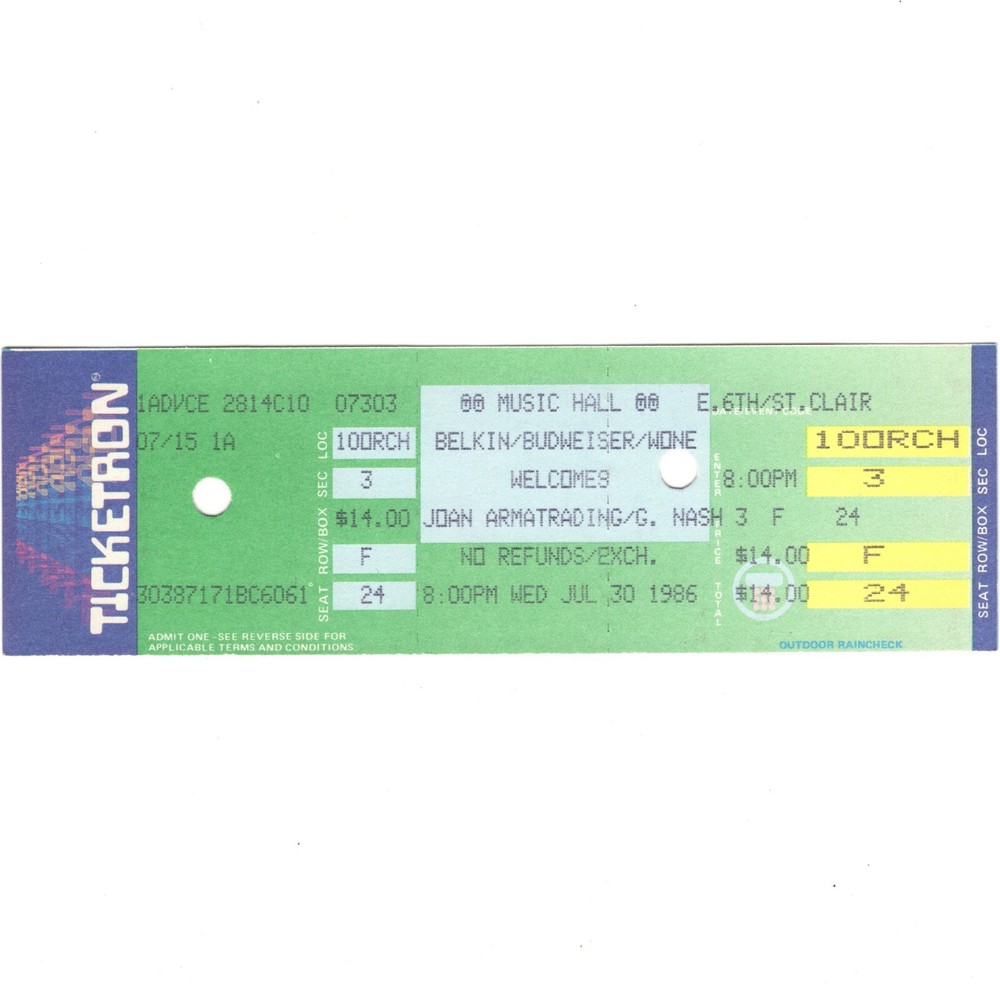 TICKETRON®
1ADVCE 2814C10 07303 00 MUSIC HALL 00 E.6TH/ST.CLAIR
07/15 1A LOC 10ORCH BELKIN/BUDWEISER/WONE 10ORCH LOC
SEC 3 WELCOMES ENTER 8:00PM 3 SEC
ROW/BOX $14.00 JOAN ARMATRADING/G. NASH 3 F 24 ROW/BOX
F NO REFUNDS/EXCH. PRICE $14.00 F
30387171BC6061 SEAT 24 8:00PM WED JUL 30 1986 TOTAL $14.00 24 SEAT
ADMIT ONE-SEE REVERSE SIDE FOR
APPLICABLE TERMS AND CONDITIONS
OUTDOOR RAINCHECK